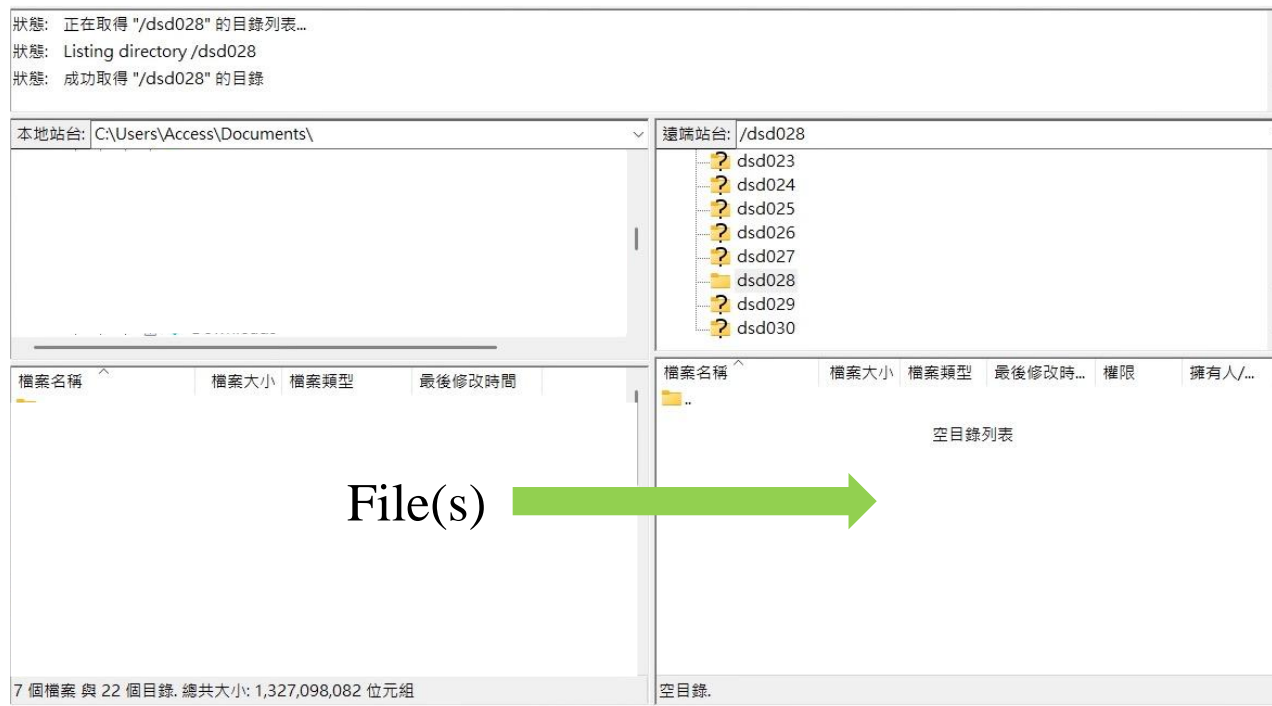 狀態: 正在取得 "/dsd028" 的目錄列表...
狀態: Listing directory /dsd028
狀態: 成功取得 "/dsd028" 的目錄
本地站台: C:\Users\Access\Documents\
遠端站台: /dsd028
dsd023
dsd024
dsd025
dsd026
dsd027
dsd028
dsd029
dsd030
檔案名稱 檔案大小 檔案類型 最後修改時間
檔案名稱 檔案大小 檔案類型 最後修改時... 權限 擁有人/...
..
空目錄列表
File(s)
7 個檔案 與 22 個目錄. 總共大小: 1,327,098,082 位元組
空目錄.